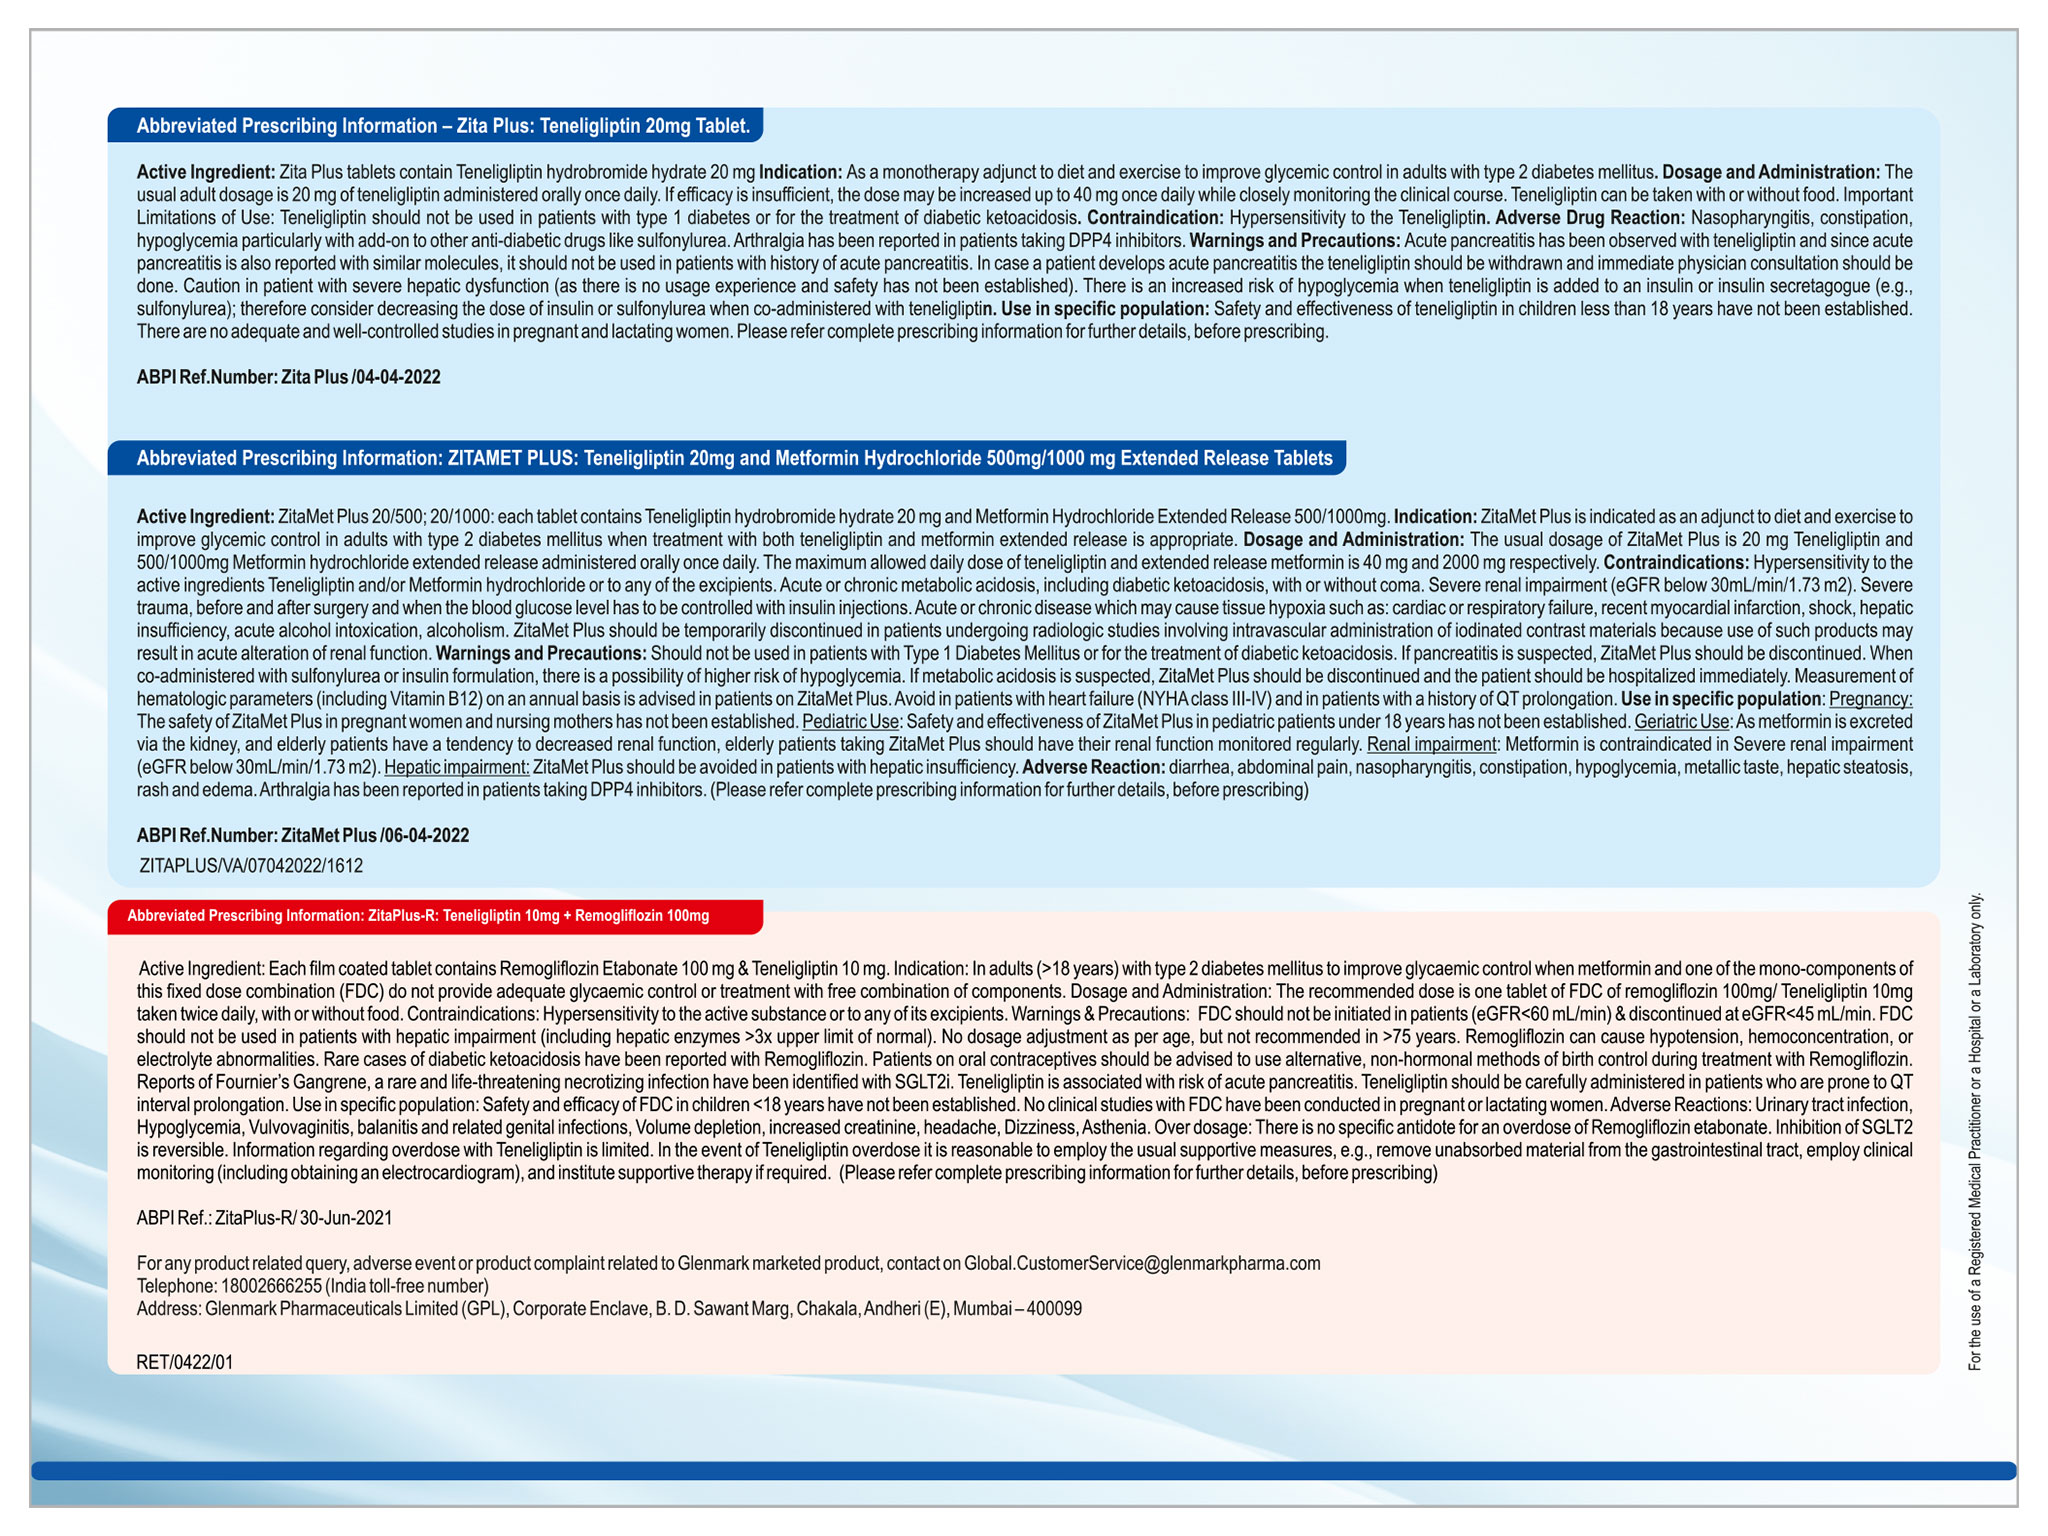 Abbreviated Prescribing Information – Zita Plus: Teneligliptin 20mg Tablet.
Active Ingredient: Zita Plus tablets contain Teneligliptin hydrobromide hydrate 20 mg Indication: As a monotherapy adjunct to diet and exercise to improve glycemic control in adults with type 2 diabetes mellitus. Dosage and Administration: The
usual adult dosage is 20 mg of teneligliptin administered orally once daily. If efficacy is insufficient, the dose may be increased up to 40 mg once daily while closely monitoring the clinical course. Teneligliptin can be taken with or without food. Important
Limitations of Use: Teneligliptin should not be used in patients with type 1 diabetes or for the treatment of diabetic ketoacidosis. Contraindication: Hypersensitivity to the Teneligliptin. Adverse Drug Reaction: Nasopharyngitis, constipation,
hypoglycemia particularly with add-on to other anti-diabetic drugs like sulfonylurea. Arthralgia has been reported in patients taking DPP4 inhibitors. Warnings and Precautions: Acute pancreatitis has been observed with teneligliptin and since acute
pancreatitis is also reported with similar molecules, it should not be used in patients with history of acute pancreatitis. In case a patient develops acute pancreatitis the teneligliptin should be withdrawn and immediate physician consultation should be
done. Caution in patient with severe hepatic dysfunction (as there is no usage experience and safety has not been established). There is an increased risk of hypoglycemia when teneligliptin is added to an insulin or insulin secretagogue (e.g.,
sulfonylurea); therefore consider decreasing the dose of insulin or sulfonylurea when co-administered with teneligliptin. Use in specific population: Safety and effectiveness of teneligliptin in children less than 18 years have not been established.
There are no adequate and well-controlled studies in pregnant and lactating women. Please refer complete prescribing information for further details, before prescribing.
ABPI Ref.Number: Zita Plus /04-04-2022
Abbreviated Prescribing Information: ZITAMET PLUS: Teneligliptin 20mg and Metformin Hydrochloride 500mg/1000 mg Extended Release Tablets
Active Ingredient: ZitaMet Plus 20/500; 20/1000: each tablet contains Teneligliptin hydrobromide hydrate 20 mg and Metformin Hydrochloride Extended Release 500/1000mg. Indication: ZitaMet Plus is indicated as an adjunct to diet and exercise to
improve glycemic control in adults with type 2 diabetes mellitus when treatment with both teneligliptin and metformin extended release is appropriate. Dosage and Administration: The usual dosage of ZitaMet Plus is 20 mg Teneligliptin and
500/1000mg Metformin hydrochloride extended release administered orally once daily. The maximum allowed daily dose of teneligliptin and extended release metformin is 40 mg and 2000 mg respectively. Contraindications: Hypersensitivity to the
active ingredients Teneligliptin and/or Metformin hydrochloride or to any of the excipients. Acute or chronic metabolic acidosis, including diabetic ketoacidosis, with or without coma. Severe renal impairment (eGFR below 30mL/min/1.73 m2). Severe
trauma, before and after surgery and when the blood glucose level has to be controlled with insulin injections. Acute or chronic disease which may cause tissue hypoxia such as: cardiac or respiratory failure, recent myocardial infarction, shock, hepatic
insufficiency, acute alcohol intoxication, alcoholism. ZitaMet Plus should be temporarily discontinued in patients undergoing radiologic studies involving intravascular administration of iodinated contrast materials because use of such products may
result in acute alteration of renal function. Warnings and Precautions: Should not be used in patients with Type 1 Diabetes Mellitus or for the treatment of diabetic ketoacidosis. If pancreatitis is suspected, ZitaMet Plus should be discontinued. When
co-administered with sulfonylurea or insulin formulation, there is a possibility of higher risk of hypoglycemia. If metabolic acidosis is suspected, ZitaMet Plus should be discontinued and the patient should be hospitalized immediately. Measurement of
hematologic parameters (including Vitamin B12) on an annual basis is advised in patients on ZitaMet Plus. Avoid in patients with heart failure (NYHA class III-IV) and in patients with a history of QT prolongation. Use in specific population: Pregnancy:
The safety of ZitaMet Plus in pregnant women and nursing mothers has not been established. Pediatric Use: Safety and effectiveness of ZitaMet Plus in pediatric patients under 18 years has not been established. Geriatric Use: As metformin is excreted
via the kidney, and elderly patients have a tendency to decreased renal function, elderly patients taking ZitaMet Plus should have their renal function monitored regularly. Renal impairment: Metformin is contraindicated in Severe renal impairment
(eGFR below 30mL/min/1.73 m2). Hepatic impairment: ZitaMet Plus should be avoided in patients with hepatic insufficiency. Adverse Reaction: diarrhea, abdominal pain, nasopharyngitis, constipation, hypoglycemia, metallic taste, hepatic steatosis,
rash and edema. Arthralgia has been reported in patients taking DPP4 inhibitors. (Please refer complete prescribing information for further details, before prescribing)
ABPI Ref.Number: ZitaMet Plus /06-04-2022
ZITAPLUS/VA/07042022/1612
Abbreviated Prescribing Information: ZitaPlus-R: Teneligliptin 10mg + Remogliflozin 100mg
Active Ingredient: Each film coated tablet contains Remogliflozin Etabonate 100 mg & Teneligliptin 10 mg. Indication: In adults (>18 years) with type 2 diabetes mellitus to improve glycaemic control when metformin and one of the mono-components of
this fixed dose combination (FDC) do not provide adequate glycaemic control or treatment with free combination of components. Dosage and Administration: The recommended dose is one tablet of FDC of remogliflozin 100mg/ Teneligliptin 10mg
taken twice daily, with or without food. Contraindications: Hypersensitivity to the active substance or to any of its excipients. Warnings & Precautions: FDC should not be initiated in patients (eGFR<60 mL/min) & discontinued at eGFR<45 mL/min. FDC
should not be used in patients with hepatic impairment (including hepatic enzymes >3x upper limit of normal). No dosage adjustment as per age, but not recommended in >75 years. Remogliflozin can cause hypotension, hemoconcentration, or
electrolyte abnormalities. Rare cases of diabetic ketoacidosis have been reported with Remogliflozin. Patients on oral contraceptives should be advised to use alternative, non-hormonal methods of birth control during treatment with Remogliflozin.
Reports of Fournier's Gangrene, a rare and life-threatening necrotizing infection have been identified with SGLT2i. Teneligliptin is associated with risk of acute pancreatitis. Teneligliptin should be carefully administered in patients who are prone to QT
interval prolongation. Use in specific population: Safety and efficacy of FDC in children <18 years have not been established. No clinical studies with FDC have been conducted in pregnant or lactating women. Adverse Reactions: Urinary tract infection,
Hypoglycemia, Vulvovaginitis, balanitis and related genital infections, Volume depletion, increased creatinine, headache, Dizziness, Asthenia. Over dosage: There is no specific antidote for an overdose of Remogliflozin etabonate. Inhibition of SGLT2
is reversible. Information regarding overdose with Teneligliptin is limited. In the event of Teneligliptin overdose it is reasonable to employ the usual supportive measures, e.g., remove unabsorbed material from the gastrointestinal tract, employ clinical
monitoring (including obtaining an electrocardiogram), and institute supportive therapy if required. (Please refer complete prescribing information for further details, before prescribing)
ABPI Ref.: ZitaPlus-R/ 30-Jun-2021
For any product related query, adverse event or product complaint related to Glenmark marketed product, contact on Global.CustomerService@glenmarkpharma.com
Telephone: 18002666255 (India toll-free number)
Address: Glenmark Pharmaceuticals Limited (GPL), Corporate Enclave, B. D. Sawant Marg, Chakala, Andheri (E), Mumbai – 400099
RET/0422/01
For the use of a Registered Medical Practitioner or a Hospital or a Laboratory only.